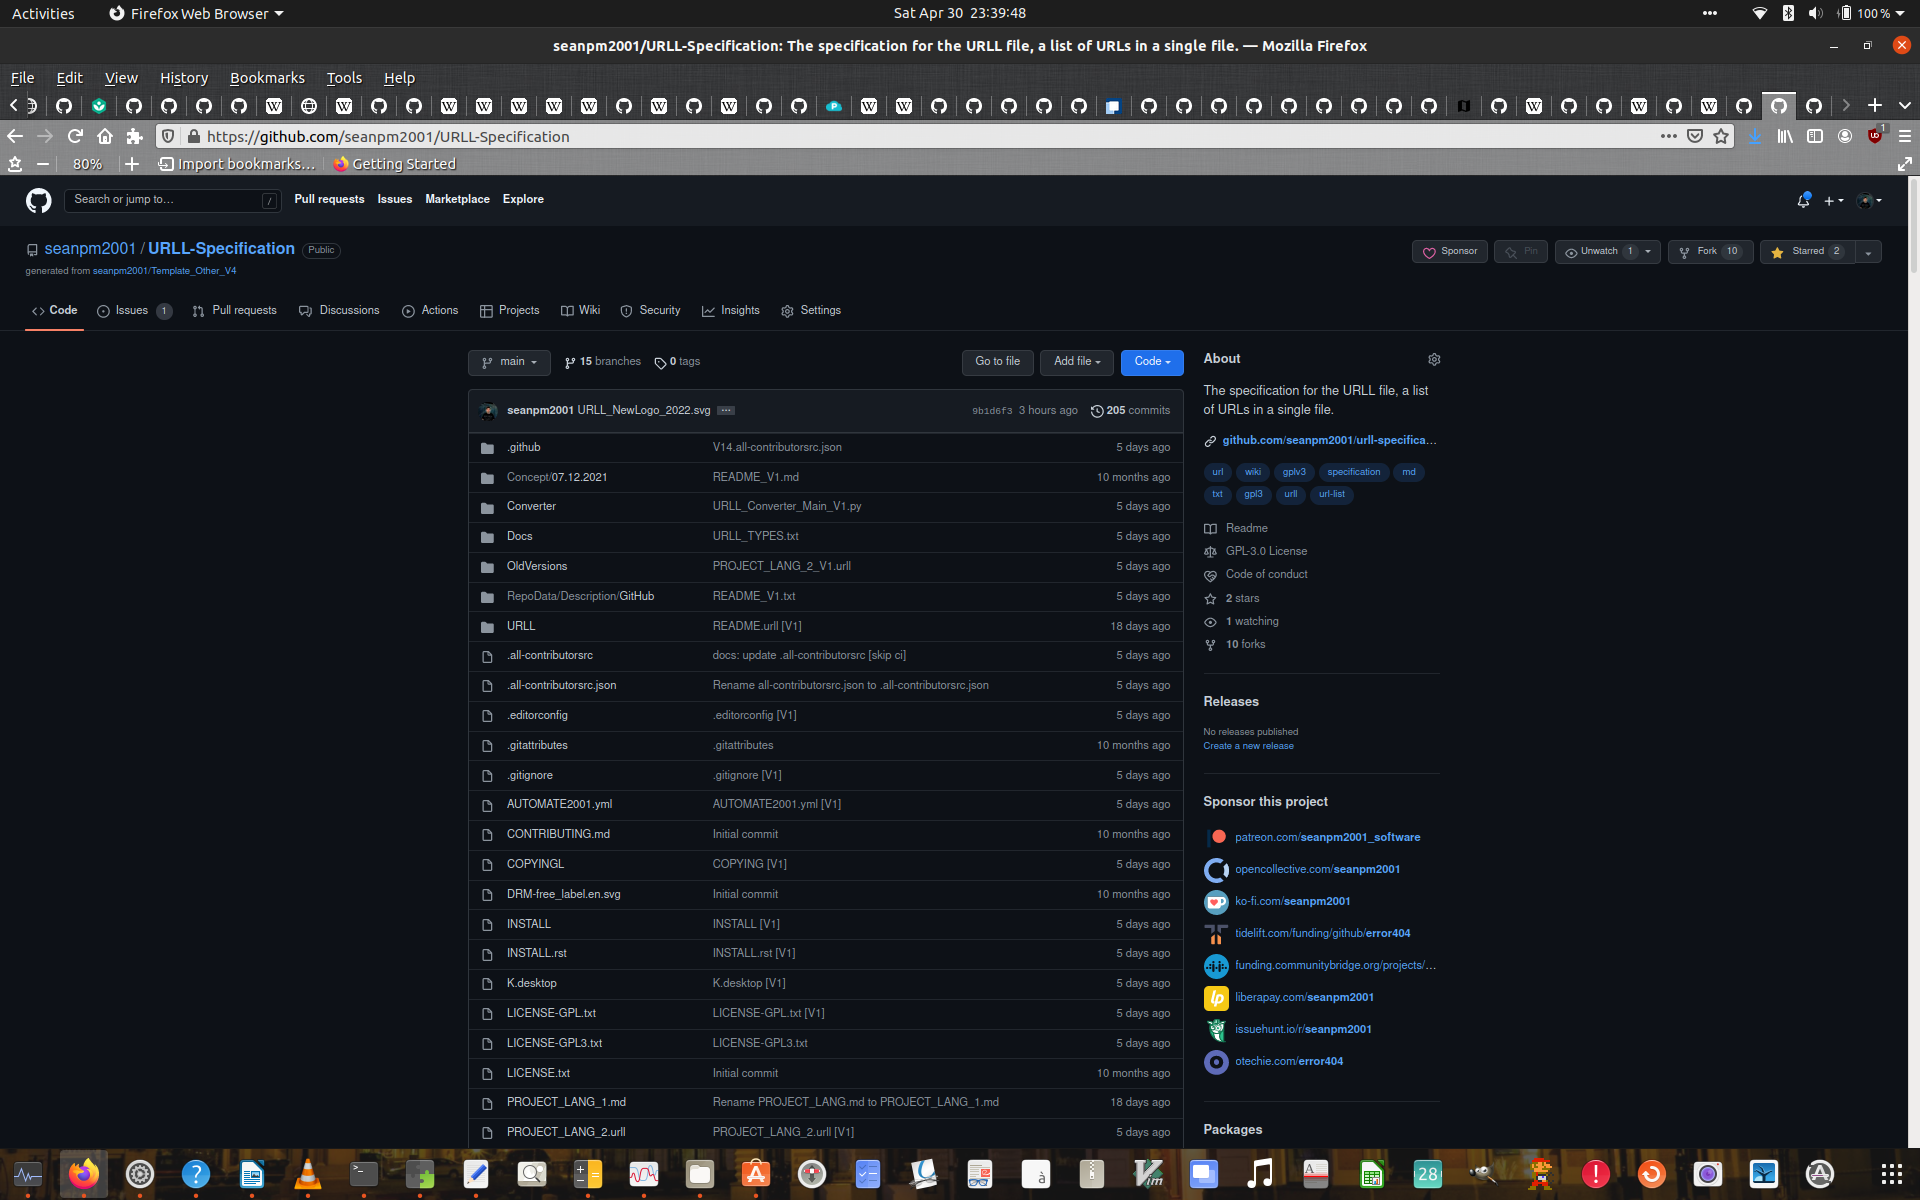 Activities
Firefox Web Browser
Sat Apr 30 23:39:48
100 %
seanpm2001/URLL-Specification: The specification for the URLL file, a list of URLs in a single file. — Mozilla Firefox
File Edit View History Bookmarks Tools Help
https://github.com/seanpm2001/URLL-Specification
1
80%
Import bookmarks...
Getting Started
Search or jump to...
/
Pull requests Issues Marketplace Explore
seanpm2001 / URLL-Specification Public
generated from seanpm2001/Template_Other_V4
Sponsor
Pin
Unwatch 1
Fork 10
Starred 2
Code
Issues 1
Pull requests
Discussions
Actions
Projects
Wiki
Security
Insights
Settings
main
15 branches
0 tags
Go to file
Add file
Code
seanpm2001 URLL_NewLogo_2022.svg ... 9b1d6f3 3 hours ago 205 commits
.github V14.all-contributorsrc.json 5 days ago
Concept/07.12.2021 README_V1.md 10 months ago
Converter URLL_Converter_Main_V1.py 5 days ago
Docs URLL_TYPES.txt 5 days ago
OldVersions PROJECT_LANG_2_V1.urll 5 days ago
RepoData/Description/GitHub README_V1.txt 5 days ago
URLL README.urll [V1] 18 days ago
.all-contributorsrc docs: update .all-contributorsrc [skip ci] 5 days ago
.all-contributorsrc.json Rename all-contributorsrc.json to .all-contributorsrc.json 5 days ago
.editorconfig .editorconfig [V1] 5 days ago
.gitattributes .gitattributes 10 months ago
.gitignore .gitignore [V1] 5 days ago
AUTOMATE2001.yml AUTOMATE2001.yml [V1] 5 days ago
CONTRIBUTING.md Initial commit 10 months ago
COPYINGL COPYING [V1] 5 days ago
DRM-free_label.en.svg Initial commit 10 months ago
INSTALL INSTALL [V1] 5 days ago
INSTALL.rst INSTALL.rst [V1] 5 days ago
K.desktop K.desktop [V1] 5 days ago
LICENSE-GPL.txt LICENSE-GPL.txt [V1] 5 days ago
LICENSE-GPL3.txt LICENSE-GPL3.txt 5 days ago
LICENSE.txt Initial commit 10 months ago
PROJECT_LANG_1.md Rename PROJECT_LANG.md to PROJECT_LANG_1.md 18 days ago
PROJECT_LANG_2.urll PROJECT_LANG_2.urll [V1] 5 days ago
About
The specification for the URLL file, a list
of URLs in a single file.
github.com/seanpm2001/urll-specifica...
url wiki gplv3 specification md
txt gpl3 urll url-list
Readme
GPL-3.0 License
Code of conduct
2 stars
1 watching
10 forks
Releases
No releases published
Create a new release
Sponsor this project
patreon.com/seanpm2001_software
opencollective.com/seanpm2001
ko-fi.com/seanpm2001
tidelift.com/funding/github/error404
funding.communitybridge.org/projects/...
liberapay.com/seanpm2001
issuehunt.io/r/seanpm2001
otechie.com/error404
Packages
28